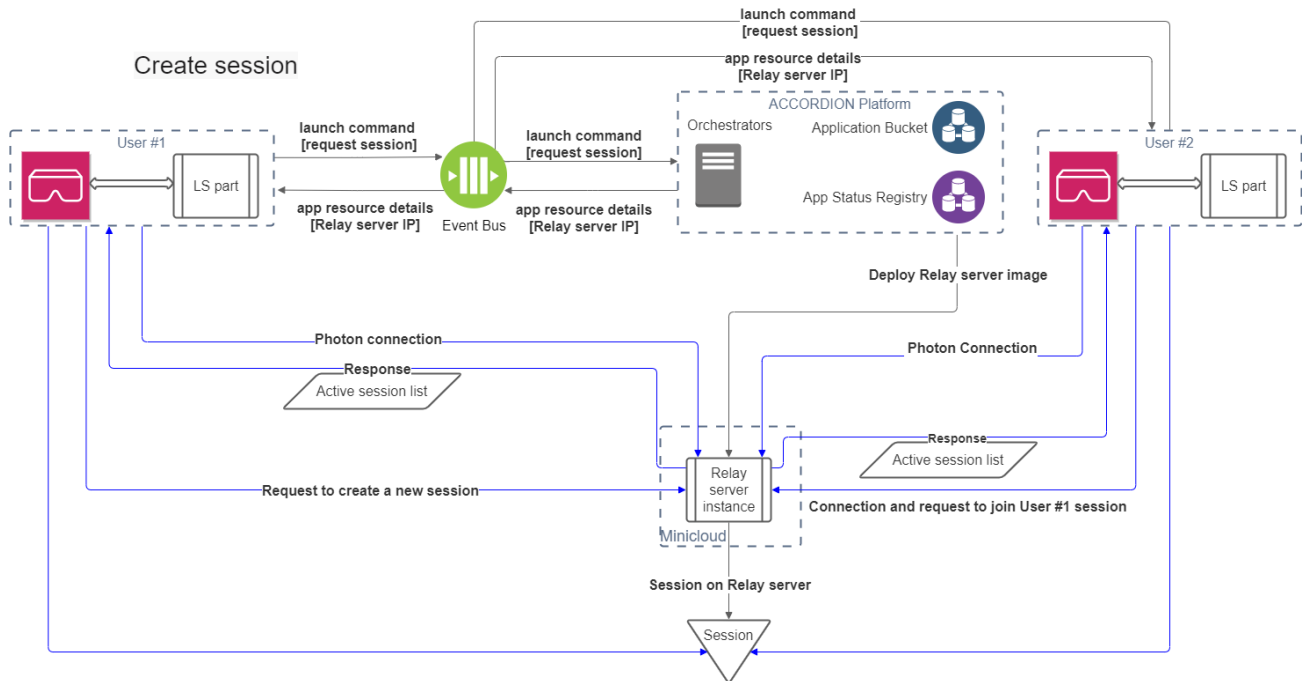 launch command
[request session]
Create session
app resource details
[Relay server IP]
ACCORDION Platform
launch command
[request session]
launch command
[request session]
Orchestrators
Application Bucket
User #1
User #2
LS part
LS part
App Status Registry
app resource details
[Relay server IP]
app resource details
[Relay server IP]
Event Bus
Deploy Relay server image
Photon connection
Photon Connection
Response
Active session list
Response
Active session list
Relay
server
instance
Request to create a new session
Connection and request to join User #1 session
Minicloud
Session on Relay server
Session